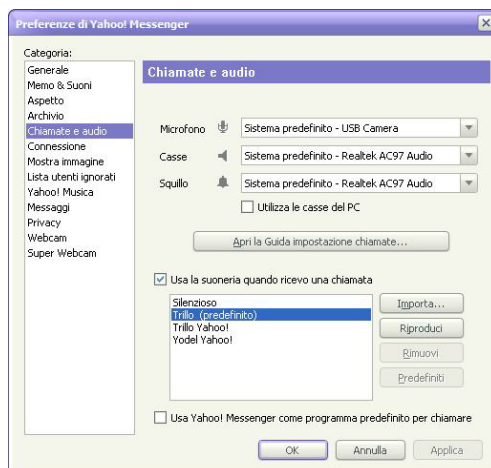 Preferenze di Yahoo! Messenger
Categoria:
Generale
Memo & Suoni
Aspetto
Archivio
Chiamate e audio
Connessione
Mostra immagine
Lista utenti ignorati
Yahoo! Musica
Messaggi
Privacy
Webcam
Super Webcam
Chiamate e audio
Microfono Sistema predefinito - USB Camera
Casse Sistema predefinito - Realtek AC97 Audio
Squillo Sistema predefinito - Realtek AC97 Audio
Utilizza le casse del PC
Apri la Guida impostazione chiamate...
Usa la suoneria quando ricevo una chiamata
Silenzioso
Trillo (predefinito)
Trillo Yahoo!
Yodel Yahoo!
Importa...
Riproduci
Rimuovi
Predefiniti
Usa Yahoo! Messenger come programma predefinito per chiamare
OK Annulla Applica